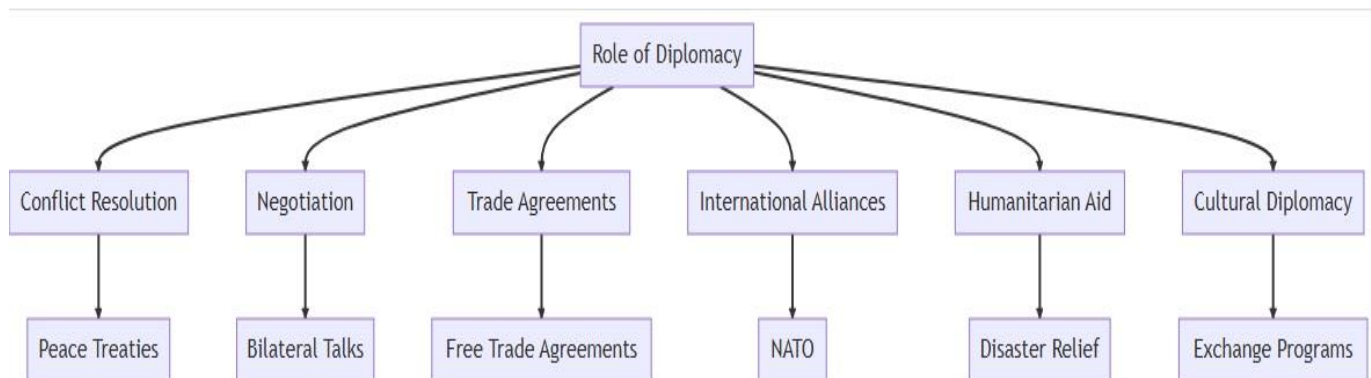 Role of Diplomacy
Conflict Resolution
Negotiation
Trade Agreements
International Alliances
Humanitarian Aid
Cultural Diplomacy
Peace Treaties
Bilateral Talks
Free Trade Agreements
NATO
Disaster Relief
Exchange Programs